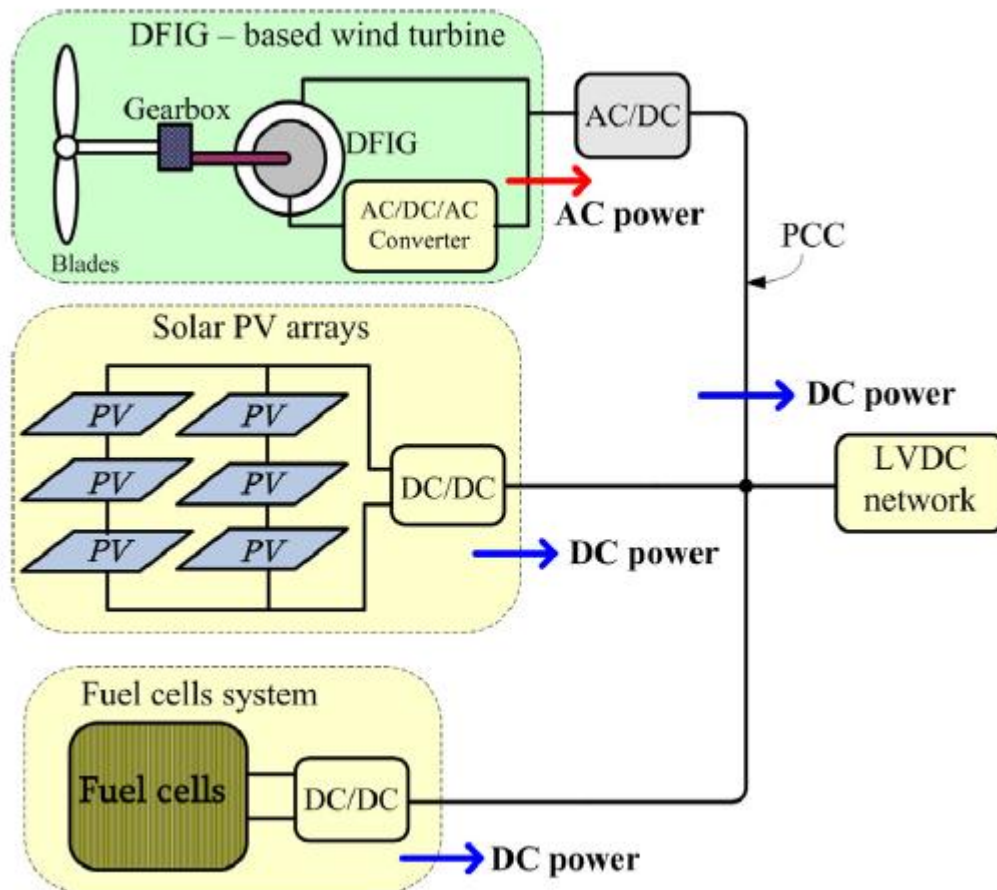 DFIG – based wind turbine
Gearbox
DFIG
AC/DC/AC
Converter
Blades
AC/DC
AC power
PCC
Solar PV arrays
PV
PV
PV
PV
PV
PV
DC/DC
DC power
DC power
LVDC
network
Fuel cells system
Fuel cells
DC/DC
DC power